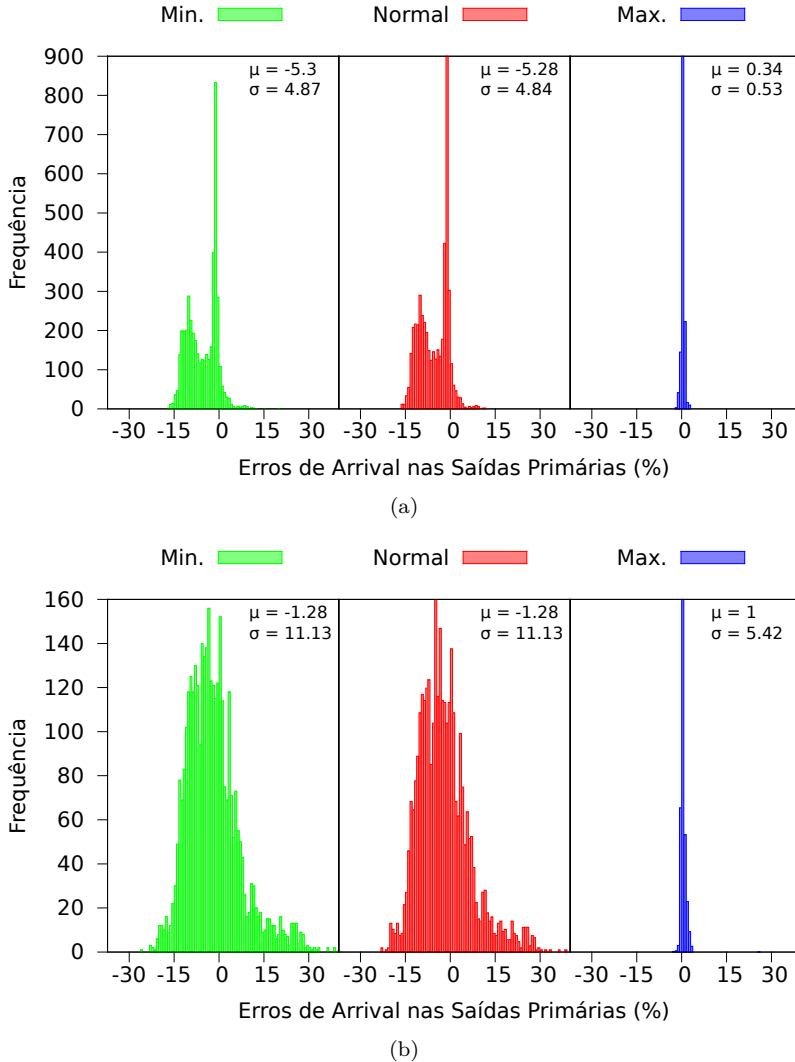 Min. Normal Max.
900
800
700
600
500
400
300
200
100
0
Frequência
μ = -5.3
σ = 4.87
μ = -5.28
σ = 4.84
μ = 0.34
σ = 0.53
-30 -15 0 15 30 -30 -15 0 15 30 -30 -15 0 15 30
Erros de Arrival nas Saídas Primárias (%)
(a)
Min. Normal Max.
160
140
120
100
80
60
40
20
0
Frequência
μ = -1.28
σ = 11.13
μ = -1.28
σ = 11.13
μ = 1
σ = 5.42
-30 -15 0 15 30 -30 -15 0 15 30 -30 -15 0 15 30
Erros de Arrival nas Saídas Primárias (%)
(b)